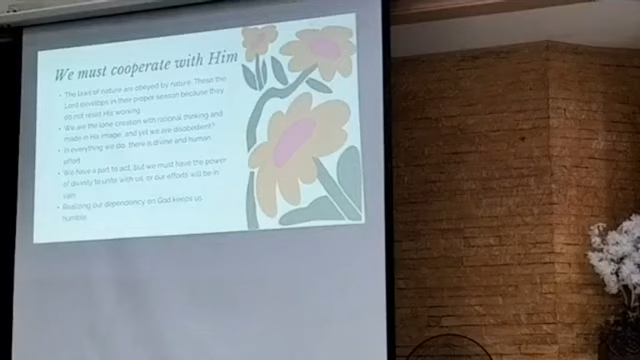 We must cooperate with Him
The laws of nature are obeyed by nature. These the
Lord develops in their proper season because they
do not resist His working
We are the lone creation with rational thinking and
made in His image, and yet we are disobedient?
In everything we do, there is divine and human
effort
We have a part to act, but we must have the power
of divinity to unite with us, or our efforts will be in
vain
Realizing our dependency on God keeps us
humble